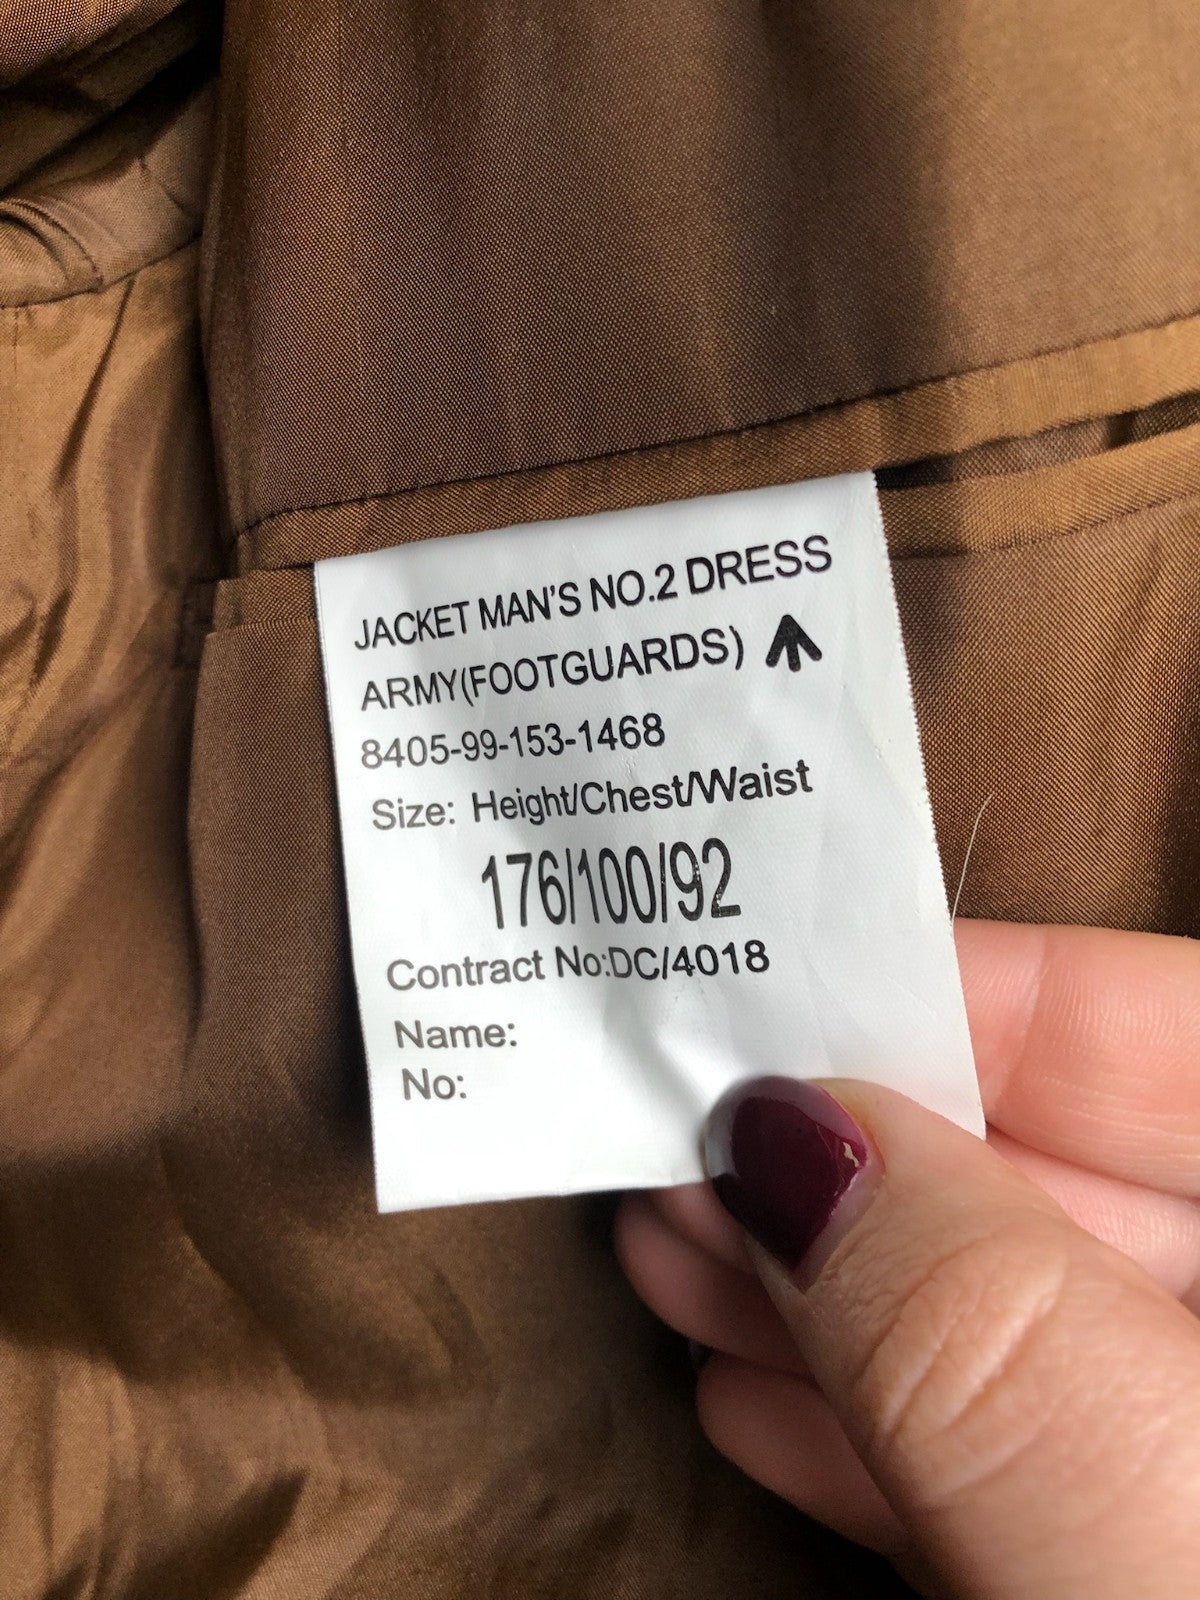 JACKET MAN'S NO.2 DRESS
ARMY(FOOTGUARDS)
8405-99-153-1468
Size: Height/Chest/Waist
176/100/92
Contract No:DC/4018
Name:
No: